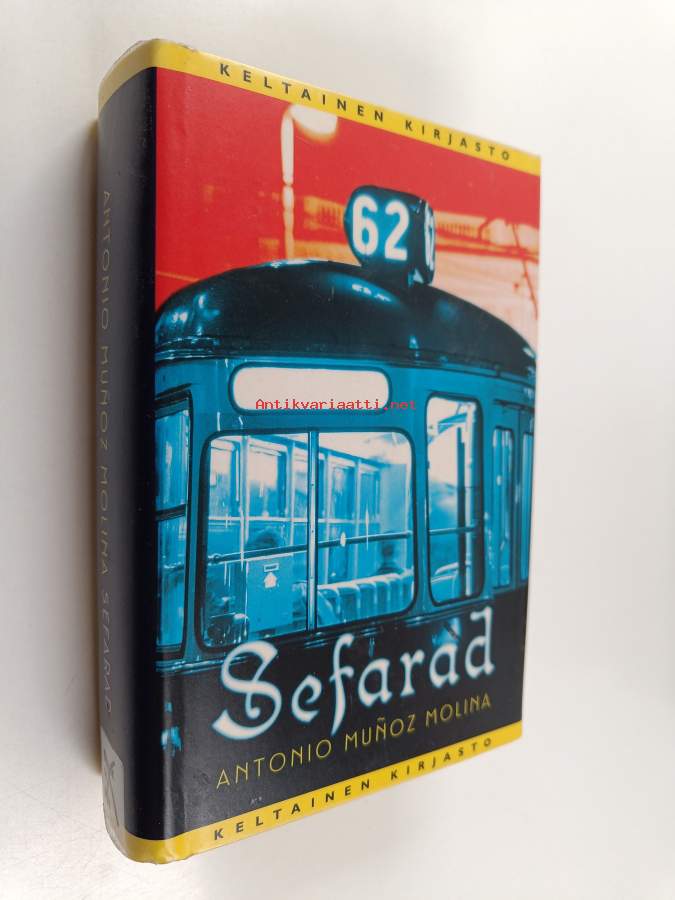 KELTAINEN KIRJASTO
62
Antikvariaatti.net
Sefarad
ANTONIO MUÑOZ MOLINA
KELTAINEN KIRJASTO
ANTONIO MUÑOZ MOLINA SEFARAD